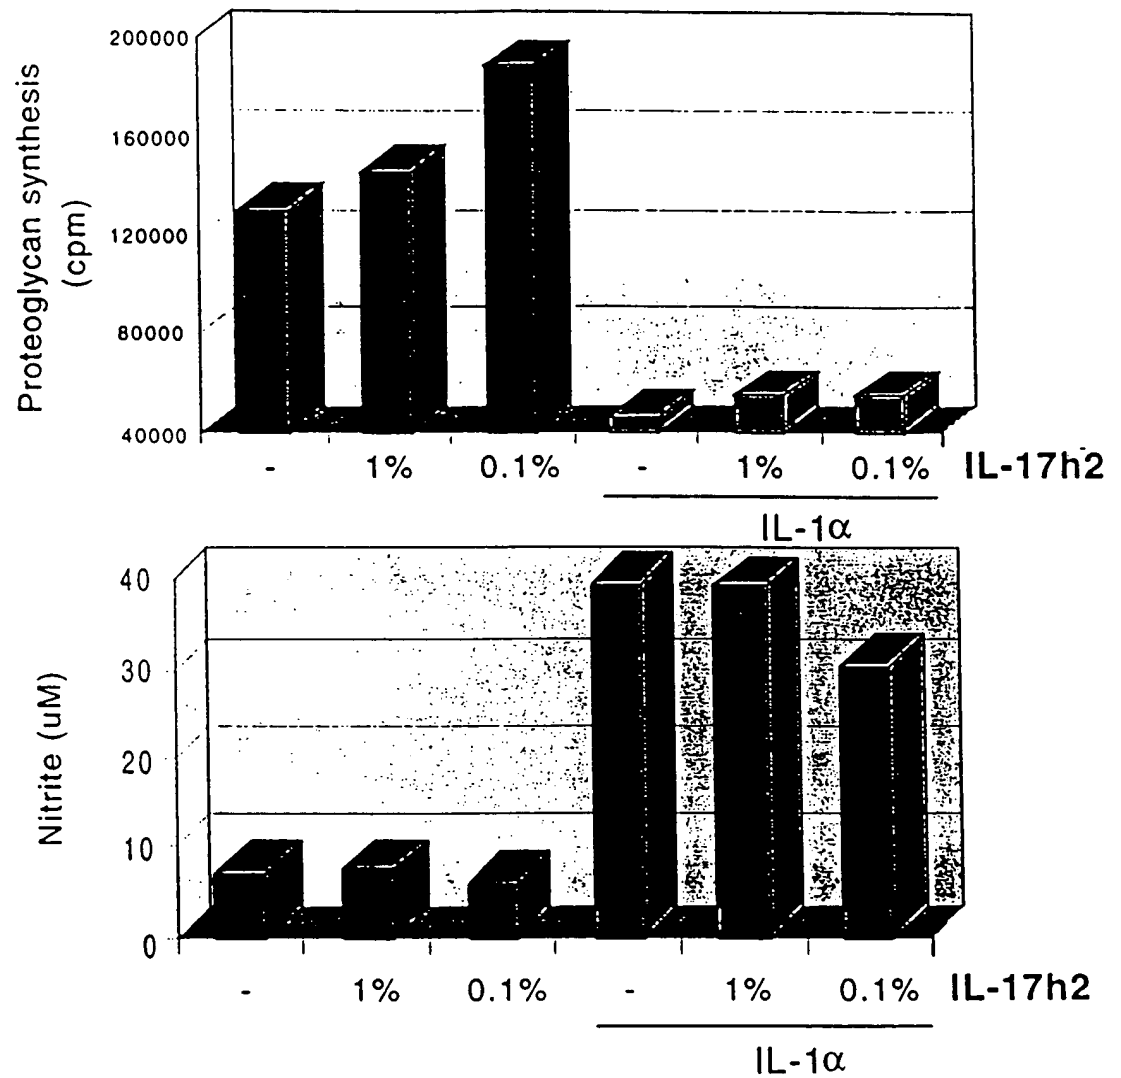 Proteoglycan synthesis
(cpm)
200000
160000
120000
80000
40000
- 1% 0.1% - 1% 0.1% IL-17h2
IL-1α
Nitrite (uM)
40
30
20
10
0
- 1% 0.1% - 1% 0.1% IL-17h2
IL-1α